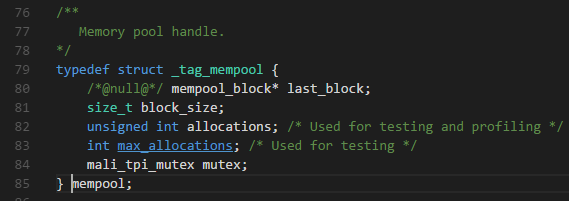 76 /**
77 Memory pool handle.
78 */
79 typedef struct _tag_mempool {
80 /*@null@*/ mempool_block* last_block;
81 size_t block_size;
82 unsigned int allocations; /* Used for testing and profiling */
83 int max_allocations; /* Used for testing */
84 mali_tpi_mutex mutex;
85 } mempool;